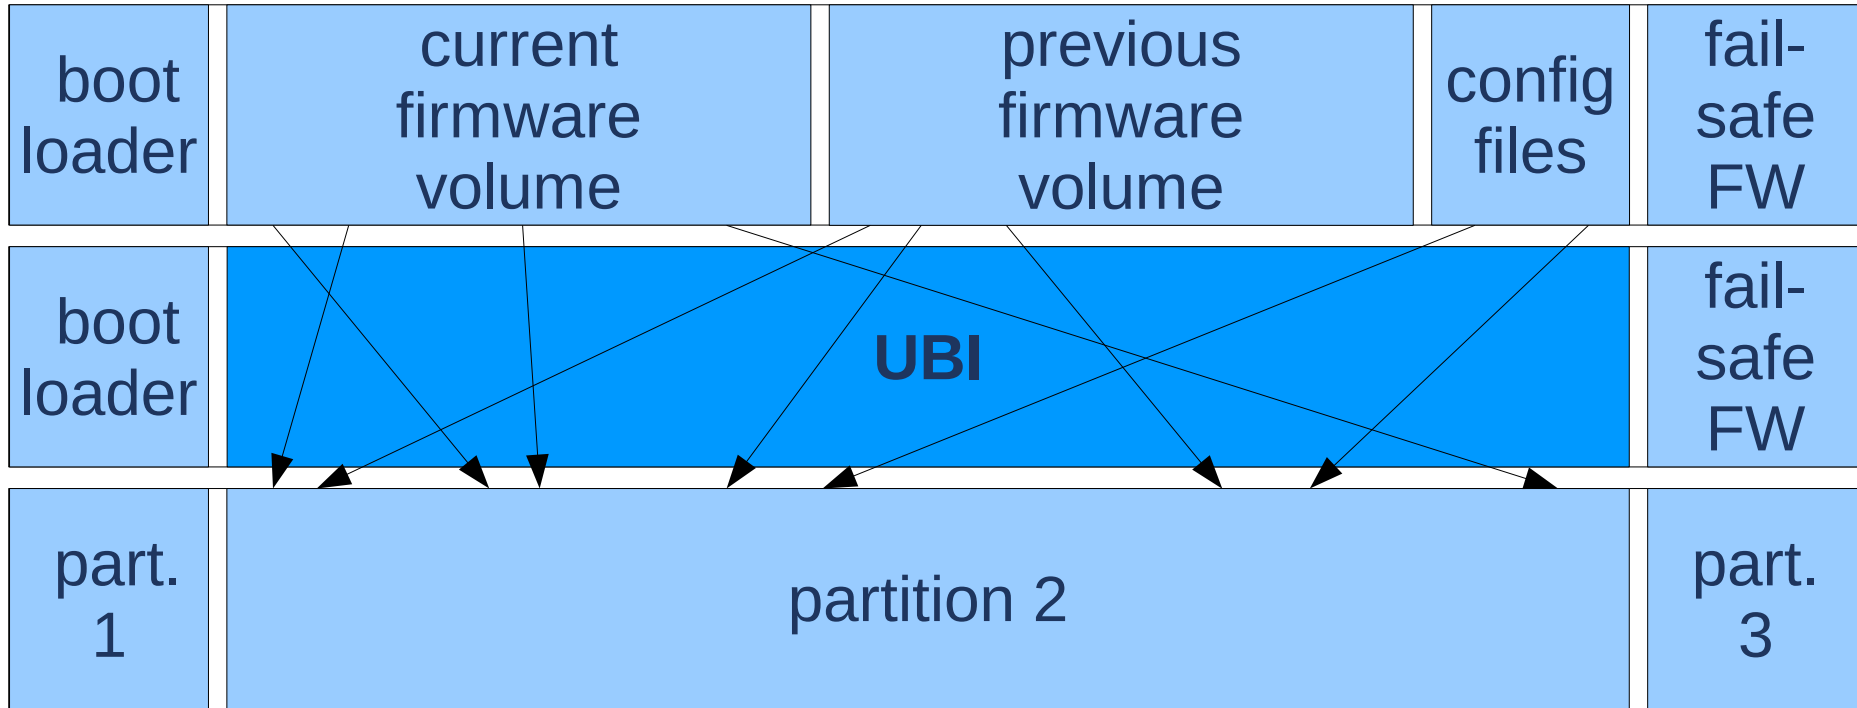 boot
loader
current
firmware
volume
previous
firmware
volume
config
files
fail-
safe
FW
boot
loader
UBI
fail-
safe
FW
part.
1
partition 2
part.
3